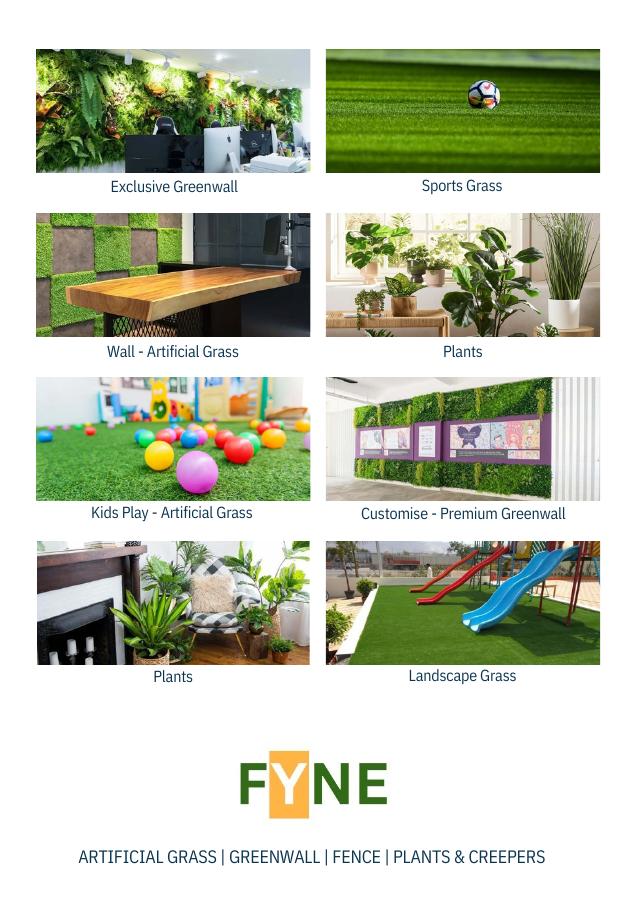 Exclusive Greenwall
Sports Grass
Wall - Artificial Grass
Plants
Kids Play - Artificial Grass
Customise - Premium Greenwall
Plants
Landscape Grass
FYNE
ARTIFICIAL GRASS | GREENWALL | FENCE | PLANTS & CREEPERS